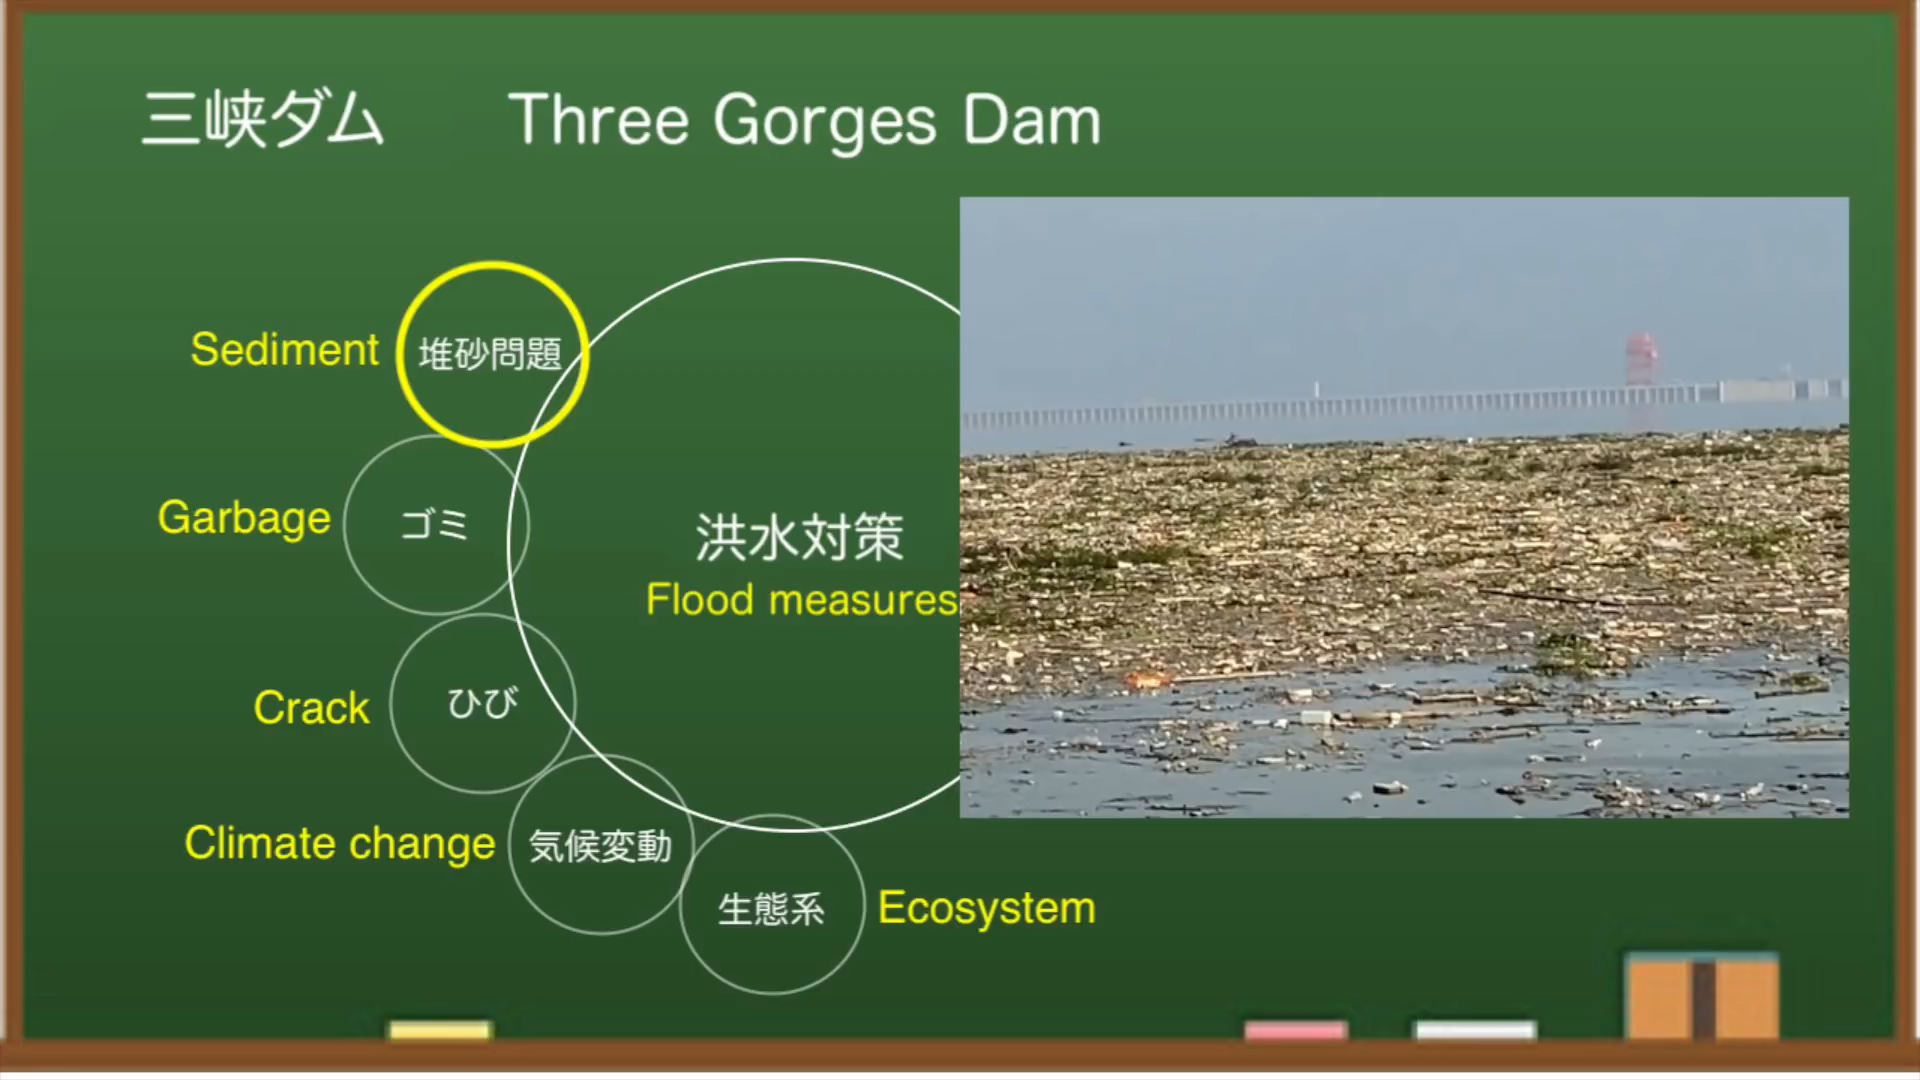 三峡ダム Three Gorges Dam
Sediment 堆砂問題
Garbage ゴミ
洪水対策
Flood measures
Crack ひび
Climate change 気候変動
生態系 Ecosystem